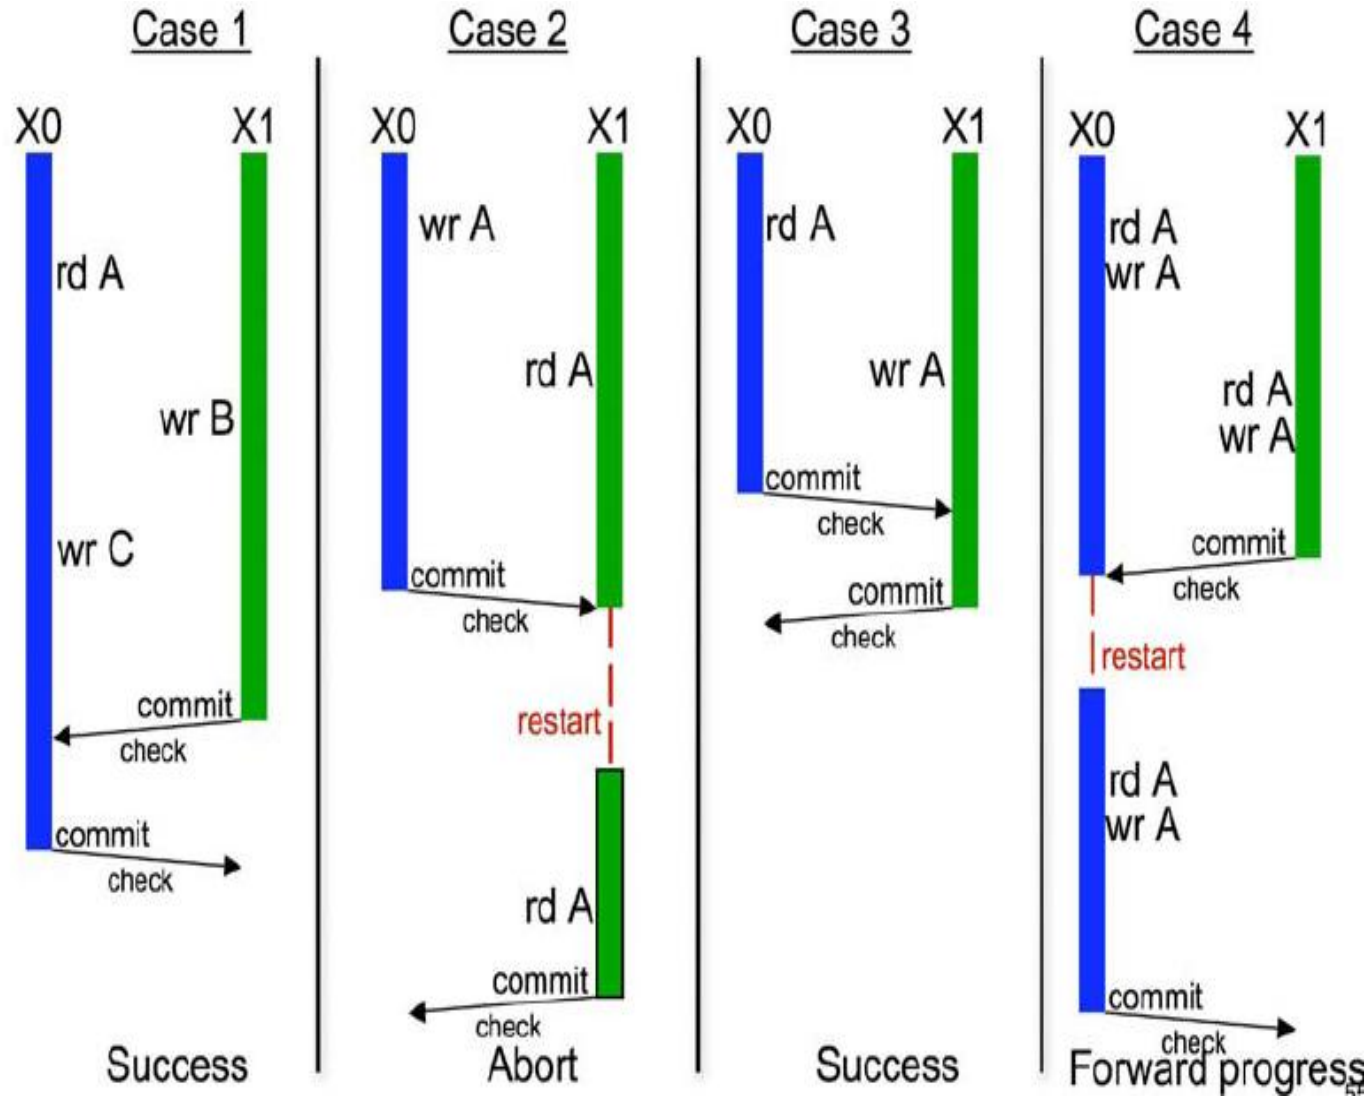 Case 1
X0 X1
rd A
wr B
wr C
commit
check
commit
check
Success
Case 2
X0 X1
wr A
rd A
commit
check
restart
rd A
commit
check
Abort
Case 3
X0 X1
rd A
wr A
commit
check
commit
check
Success
Case 4
X0 X1
rd A
wr A
rd A
wr A
commit
check
restart
rd A
wr A
commit
check
Forward progress